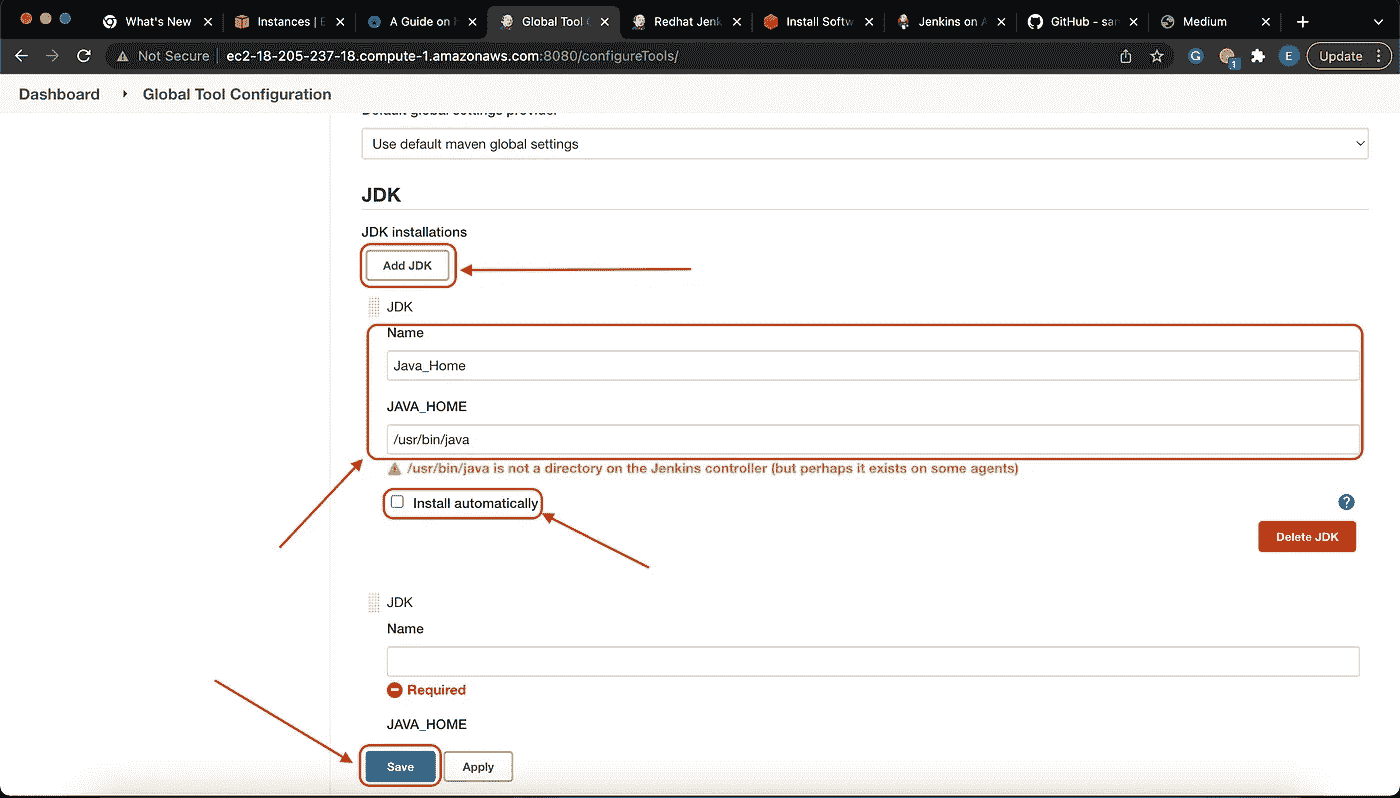 What's New
Instances | E
A Guide on H
Global Tool C
Redhat Jenk
Install Softw
Jenkins on A
GitHub - sar
Medium
Not Secure
ec2-18-205-237-18.compute-1.amazonaws.com:8080/configureTools/
G
1
E
Update
Dashboard
Global Tool Configuration
Default global settings provider
Use default maven global settings
JDK
JDK installations
Add JDK
JDK
Name
Java_Home
JAVA_HOME
/usr/bin/java
/usr/bin/java is not a directory on the Jenkins controller (but perhaps it exists on some agents)
Install automatically
?
Delete JDK
JDK
Name
Required
JAVA_HOME
Save
Apply